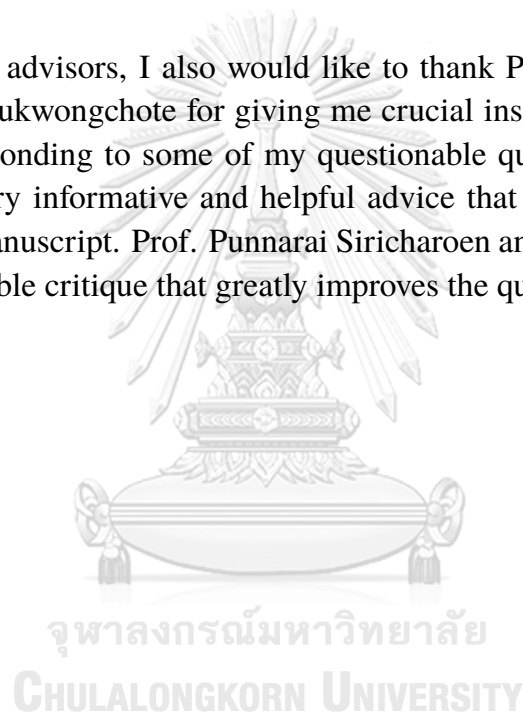 advisors, I also would like to thank P
ukwongchote for giving me crucial ins
onding to some of my questionable qu
ry informative and helpful advice that
anuscript. Prof. Punnarai Siricharoen an
ble critique that greatly improves the qu
จุฬาลงกรณ์มหาวิทยาลัย
CHULALONGKORN UNIVERSITY